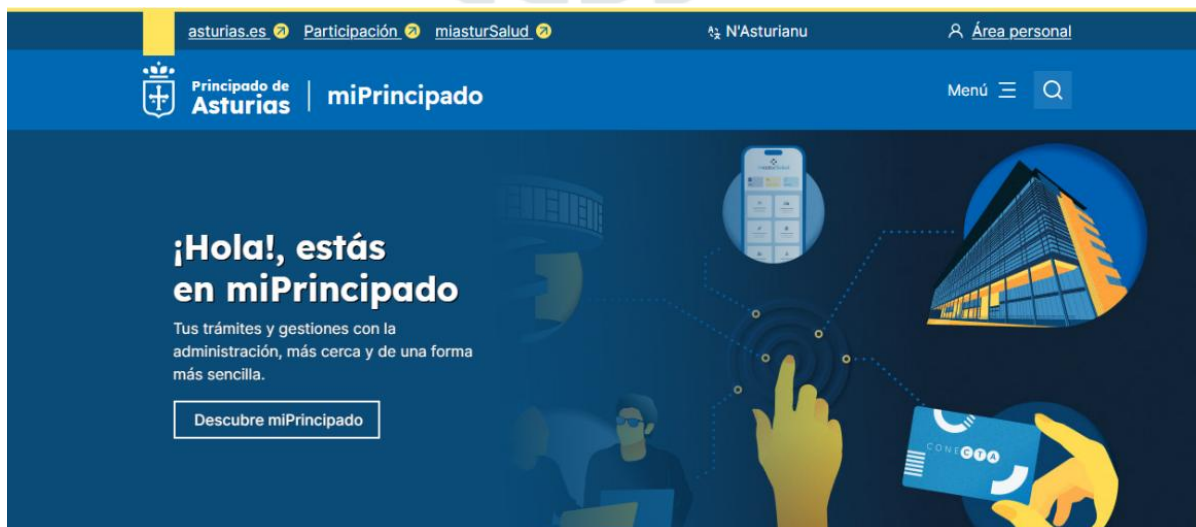 asturias.es Participación miasturSalud N'Asturianu Área personal
Principado de
Asturias miPrincipado Menú
¡Hola!, estás
en miPrincipado
Tus trámites y gestiones con la
administración, más cerca y de una forma
más sencilla.
Descubre miPrincipado
CONECTA